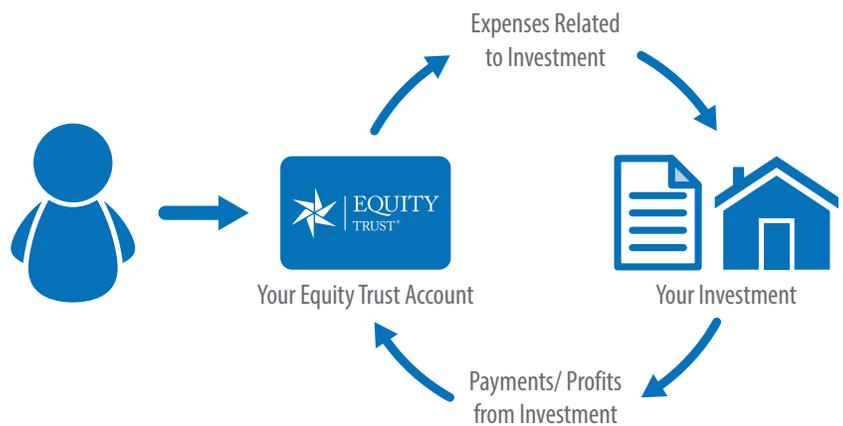 Expenses Related
to Investment
EQUITY
TRUST®
Your Equity Trust Account
Your Investment
Payments/ Profits
from Investment